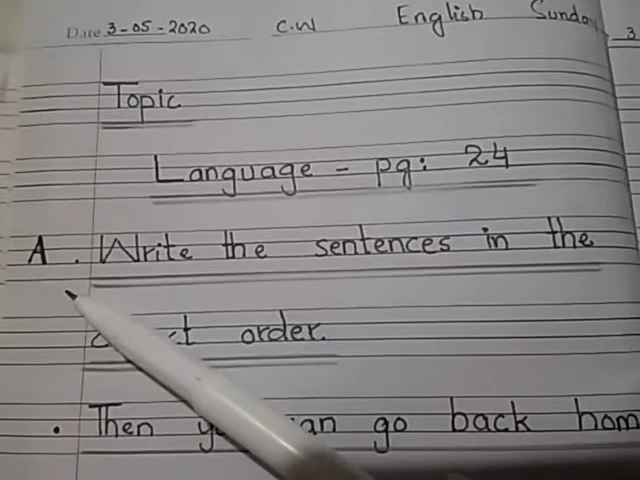 Date 3-05-2020 C.W English Sunday
3
Topic
Language - pg: 24
A. Write the sentences in the
order.
• Then go back hom